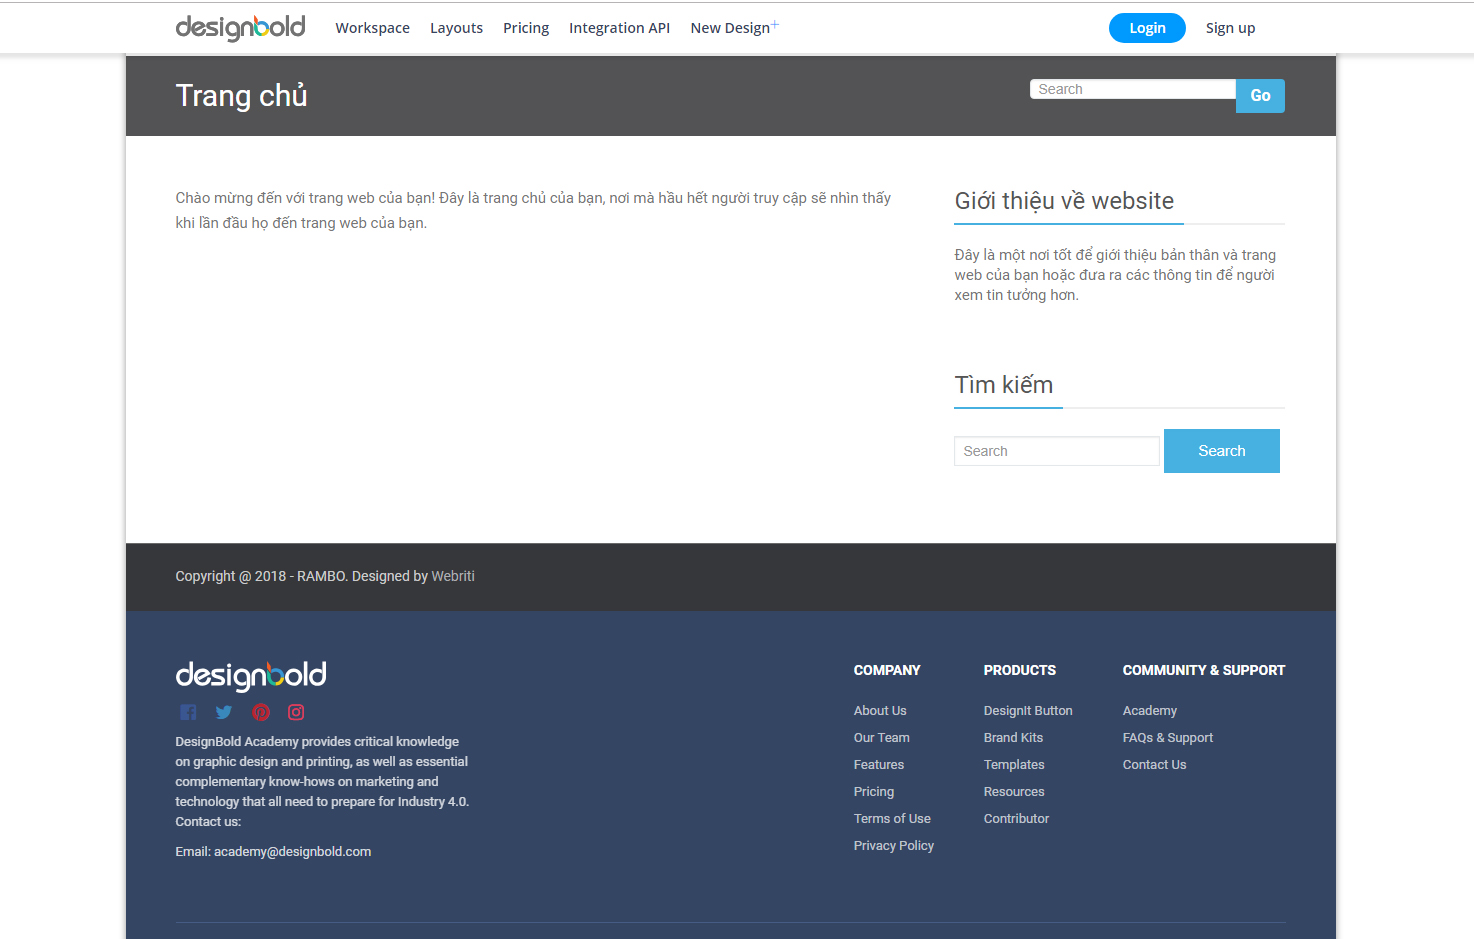 designbold Workspace Layouts Pricing Integration API New Design+ Login Sign up
Trang chủ
Search Go
Chào mừng đến với trang web của bạn! Đây là trang chủ của bạn, nơi mà hầu hết người truy cập sẽ nhìn thấy
khi lần đầu họ đến trang web của bạn.
Giới thiệu về website
Đây là một nơi tốt để giới thiệu bản thân và trang
web của bạn hoặc đưa ra các thông tin để người
xem tin tưởng hơn.
Tìm kiếm
Search Search
Copyright @ 2018 - RAMBO. Designed by Webriti
designbold
DesignBold Academy provides critical knowledge
on graphic design and printing, as well as essential
complementary know-hows on marketing and
technology that all need to prepare for Industry 4.0.
Contact us:
Email: academy@designbold.com
COMPANY
About Us
Our Team
Features
Pricing
Terms of Use
Privacy Policy
PRODUCTS
DesignIt Button
Brand Kits
Templates
Resources
Contributor
COMMUNITY & SUPPORT
Academy
FAQs & Support
Contact Us